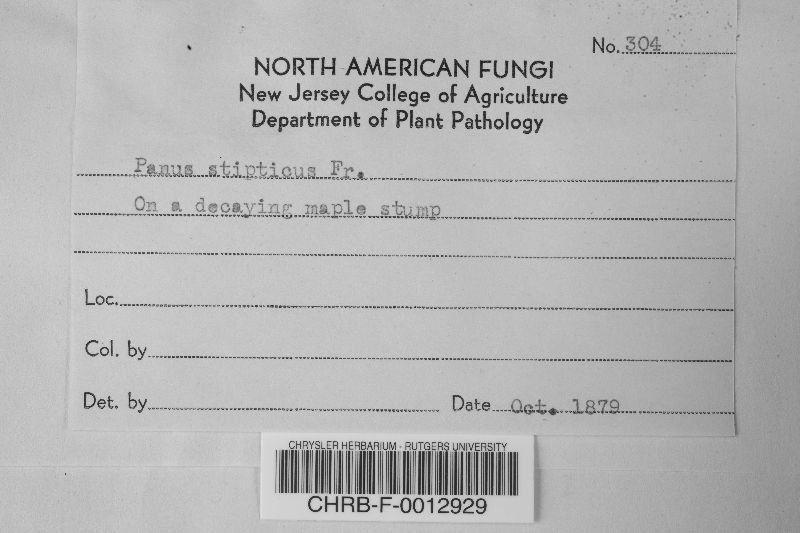 No. 304
NORTH AMERICAN FUNGI
New Jersey College of Agriculture
Department of Plant Pathology
Panus stipticus Fr.
On a decaying maple stump
Loc.
Col. by
Det. by Date Oct. 1879
CHRYSLER HERBARIUM - RUTGERS UNIVERSITY
CHRB-F-0012929